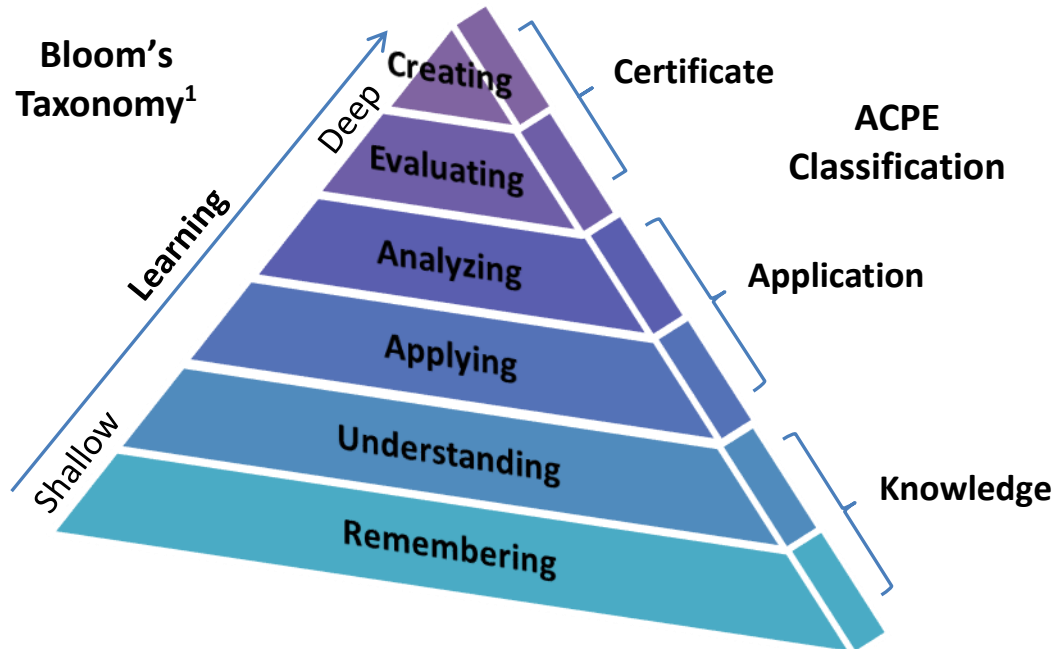 Bloom's
Taxonomy1
Creating
Certificate
Deep
ACPE
Classification
Evaluating
Learning
Analyzing
Application
Applying
Shallow
Understanding
Knowledge
Remembering